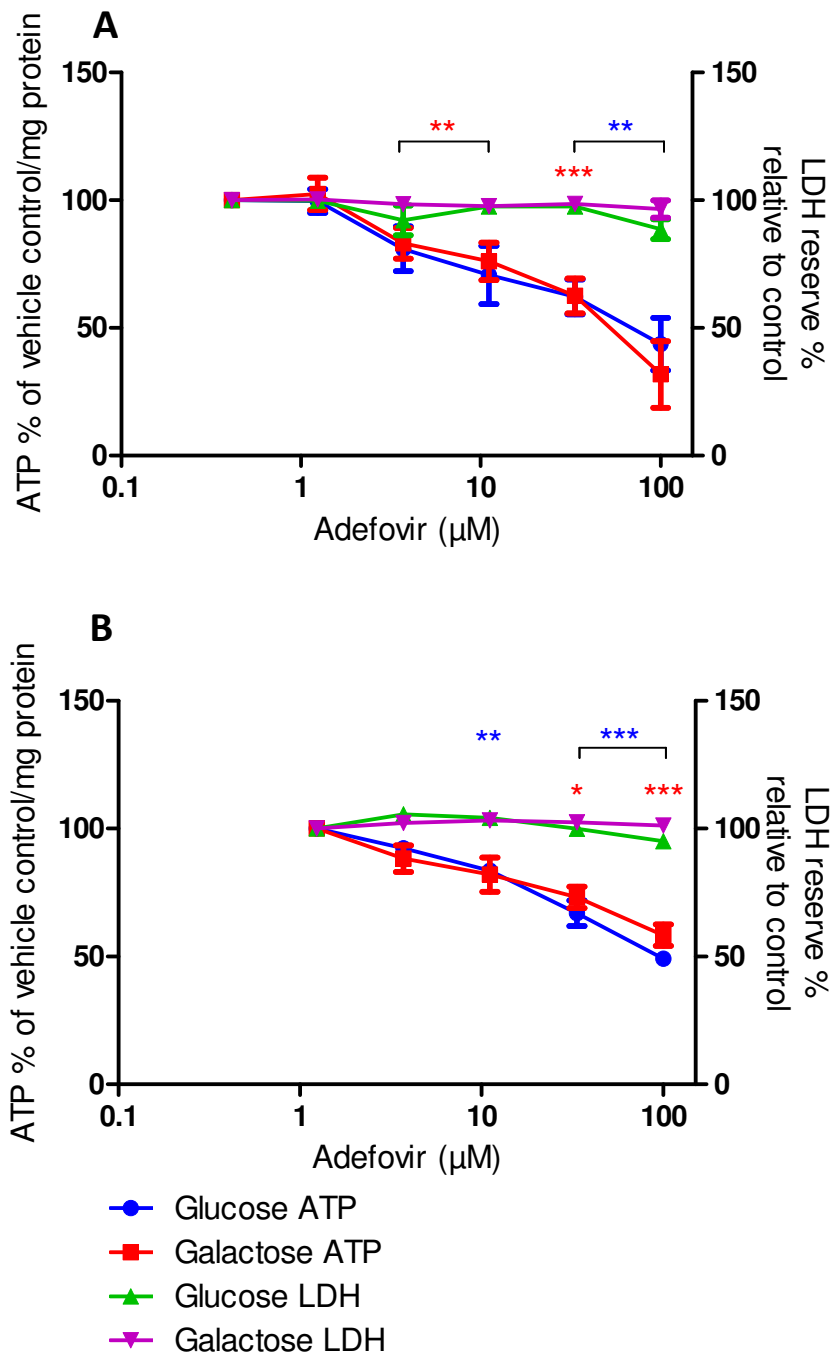 A
150
150
**
**
***
100
100
50
50
0
0
0.1
1
10
100
ATP % of vehicle control/mg protein
LDH reserve %
relative to control
Adefovir (µM)
B
150
150
**
***
*
***
100
100
50
50
0
0
0.1
1
10
100
ATP % of vehicle control/mg protein
LDH reserve %
relative to control
Adefovir (µM)
Glucose ATP
Galactose ATP
Glucose LDH
Galactose LDH